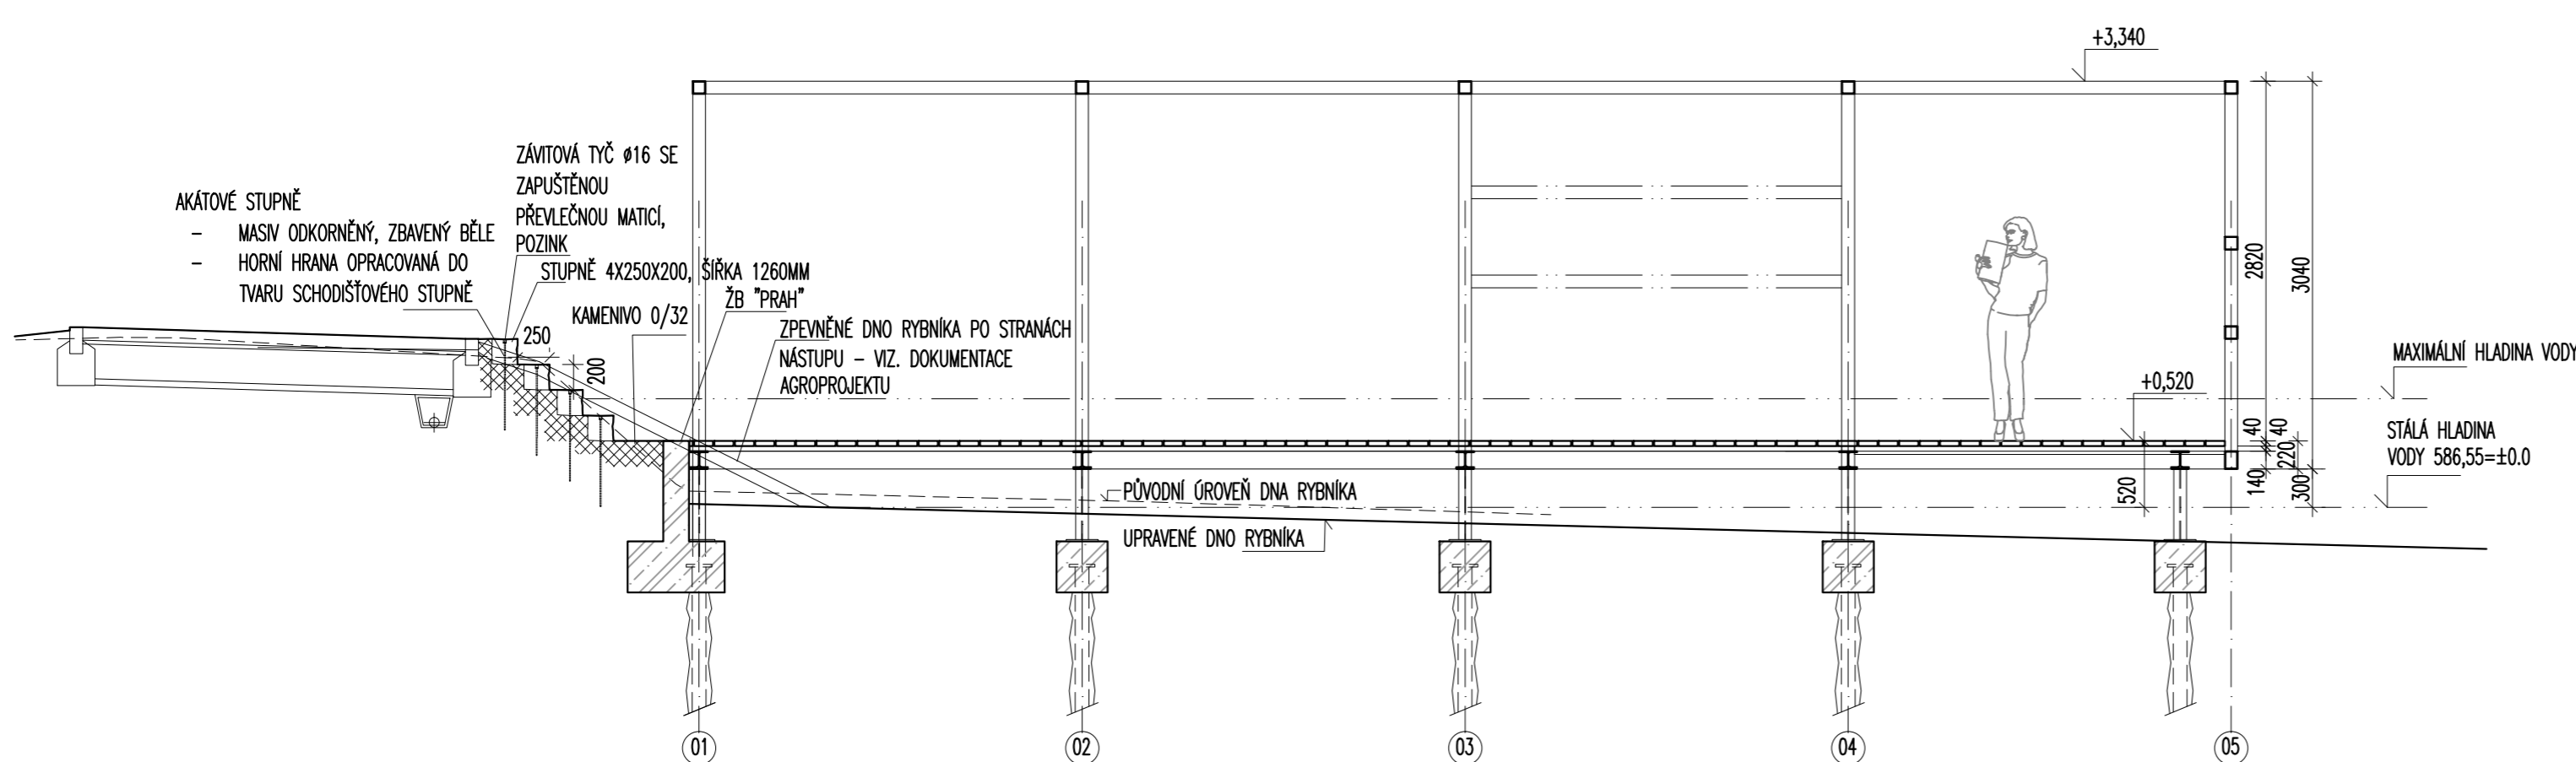 +3,340
ZÁVITOVÁ TYČ ø16 SE
ZAPUŠTĚNOU
PŘEVLEČNOU MATICÍ,
POZINK
AKÁTOVÉ STUPNĚ
- MASIV ODKORNĚNÝ, ZBAVENÝ BĚLE
- HORNÍ HRANA OPRACOVANÁ DO
TVARU SCHODIŠŤOVÉHO STUPNĚ
STUPNĚ 4X250X200, ŠÍŘKA 1260MM
ŽB "PRAH"
KAMENIVO 0/32
ZPEVNĚNÉ DNO RYBNÍKA PO STRANÁCH
NÁSTUPU – VIZ. DOKUMENTACE
AGROPROJEKTU
250
200
2820
3040
MAXIMÁLNÍ HLADINA VODY
+0,520
40
40
220
140
300
520
STÁLÁ HLADINA
VODY 586,55=±0.0
PŮVODNÍ ÚROVEŇ DNA RYBNÍKA
UPRAVENÉ DNO RYBNÍKA
01
02
03
04
05